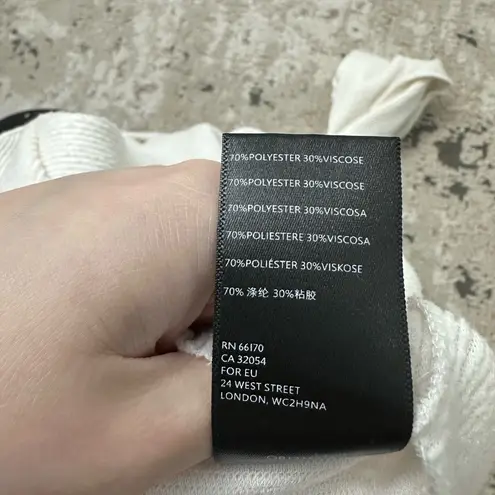 70%POLYESTER 30%VISCOSE
70%POLYESTER 30%VISCOSE
70%POLYESTER 30%VISCOSA
70%POLIESTERE 30%VISCOSA
70%POLIÉSTER 30%VISKOSE
70% 涤纶 30%粘胶
RN 66170
CA 32054
FOR EU
24 WEST STREET
LONDON, WC2H9NA